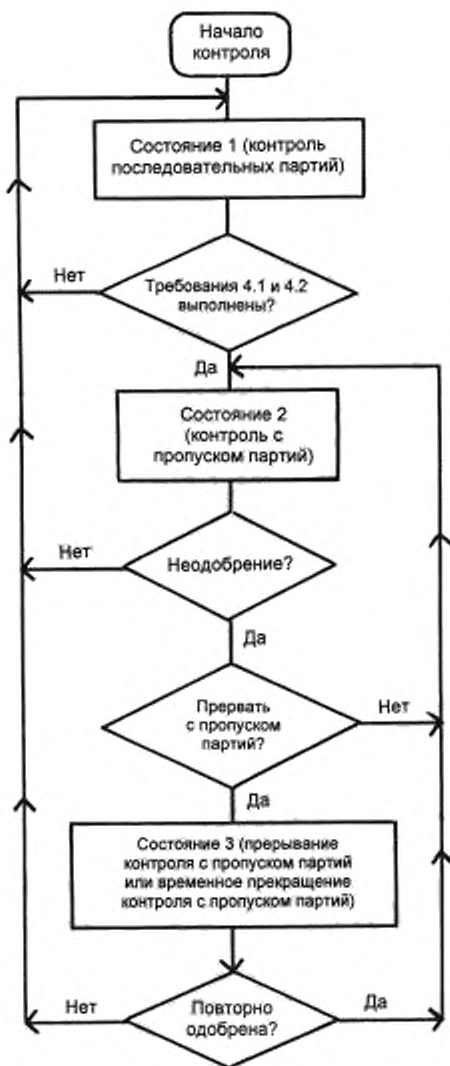 Начало
контроля
Состояние 1 (контроль
последовательных партий)
Нет
Требования 4.1 и 4.2
выполнены?
Да
Состояние 2
(контроль с
пропуском партий)
Нет
Неодобрение?
Да
Прервать
с пропуском
партий?
Нет
Да
Состояние 3 (прерывание
контроля с пропуском партий
или временное прекращение
контроля с пропуском партий)
Нет
Повторно
одобрена?
Да